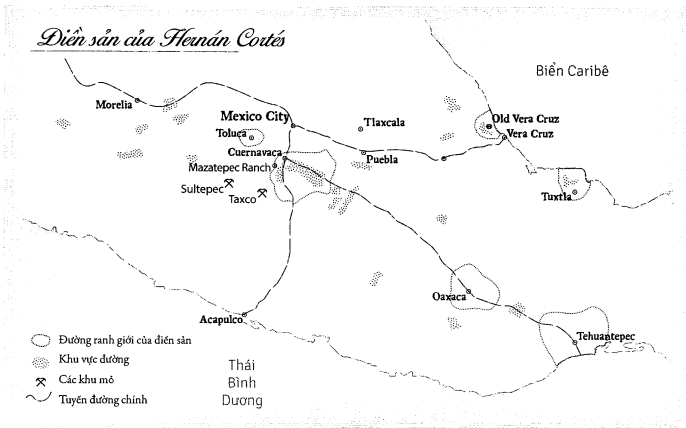 Điền sản của Hernán Cortés
Biển Caribê
Morelia
Mexico City
Tlaxcala
Old Vera Cruz
Vera Cruz
Toluca
Cuernavaca
Puebla
Mazatepec Ranch
Sultepec
Taxco
Tuxtla
Oaxaca
Acapulco
Tehuantepec
Đường ranh giới của điền sản
Khu vực đường
Các khu mỏ
Tuyến đường chính
Thái
Bình
Dương